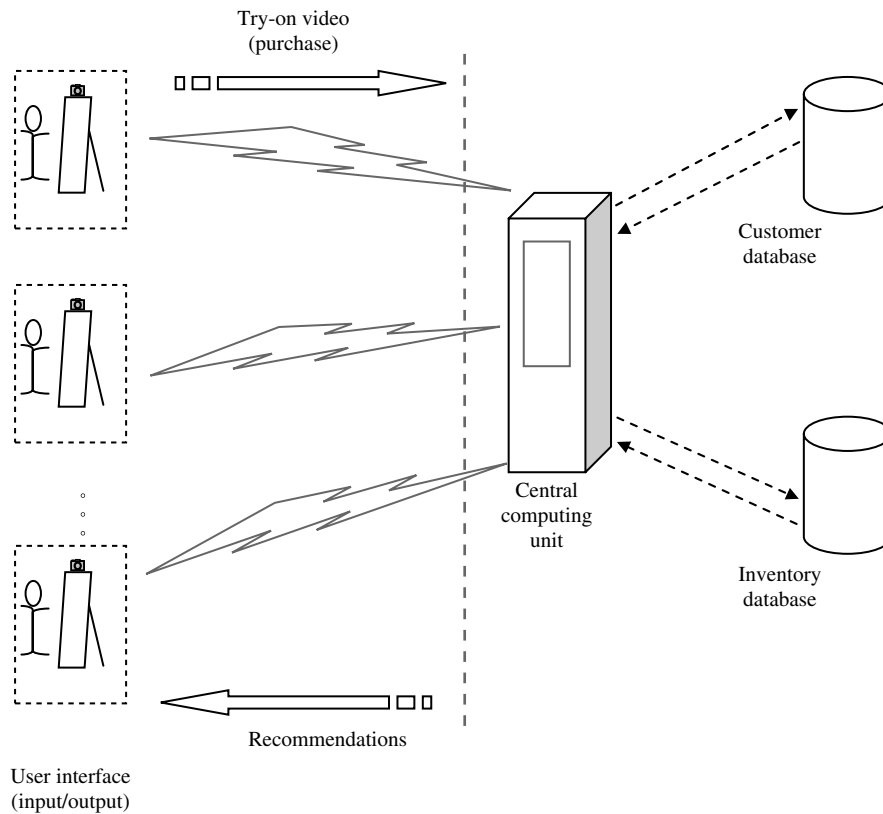 Try-on video
(purchase)
Customer
database
Central
computing
unit
Inventory
database
Recommendations
User interface
(input/output)